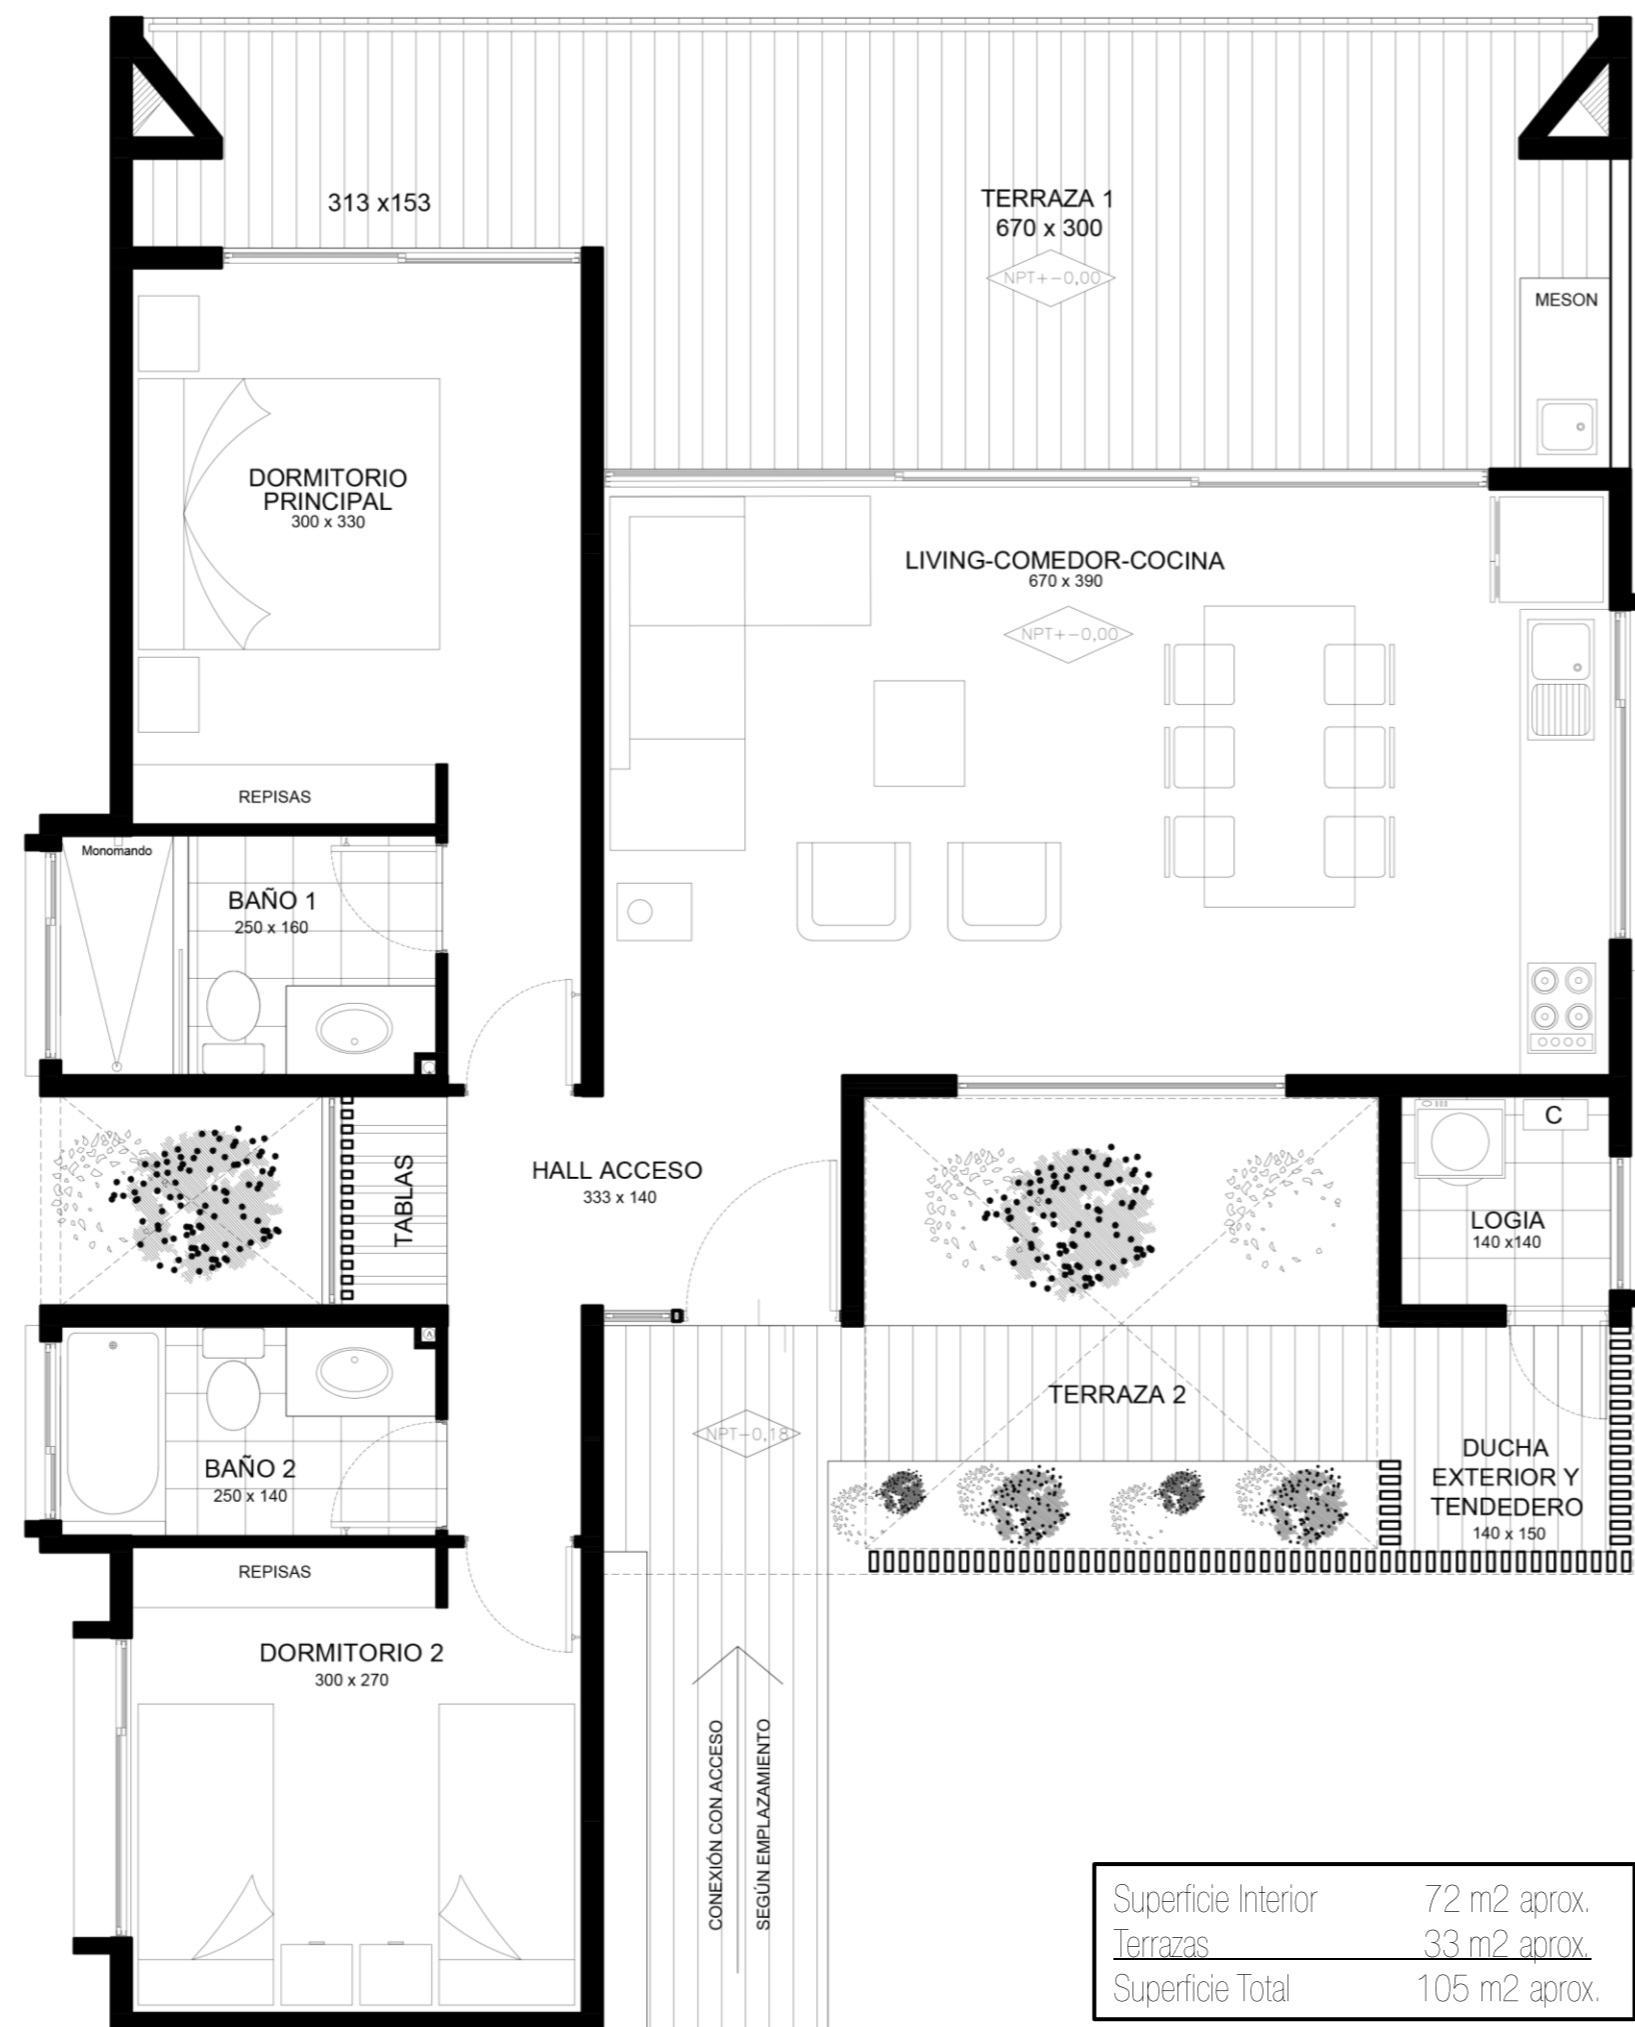 313 x153
TERRAZA 1
670 x 300
NPT+-0,00
MESON
DORMITORIO
PRINCIPAL
300 x 330
LIVING-COMEDOR-COCINA
670 x 390
NPT+-0,00
REPISAS
Monomando
BAÑO 1
250 x 160
TABLAS
HALL ACCESO
333 x 140
C
LOGIA
140 x140
BAÑO 2
250 x 140
NPT-0,18
TERRAZA 2
DUCHA
EXTERIOR Y
TENDEDERO
140 x 150
REPISAS
DORMITORIO 2
300 x 270
CONEXIÓN CON ACCESO
SEGÚN EMPLAZAMIENTO
Superficie Interior 72 m2 aprox.
Terrazas 33 m2 aprox.
Superficie Total 105 m2 aprox.